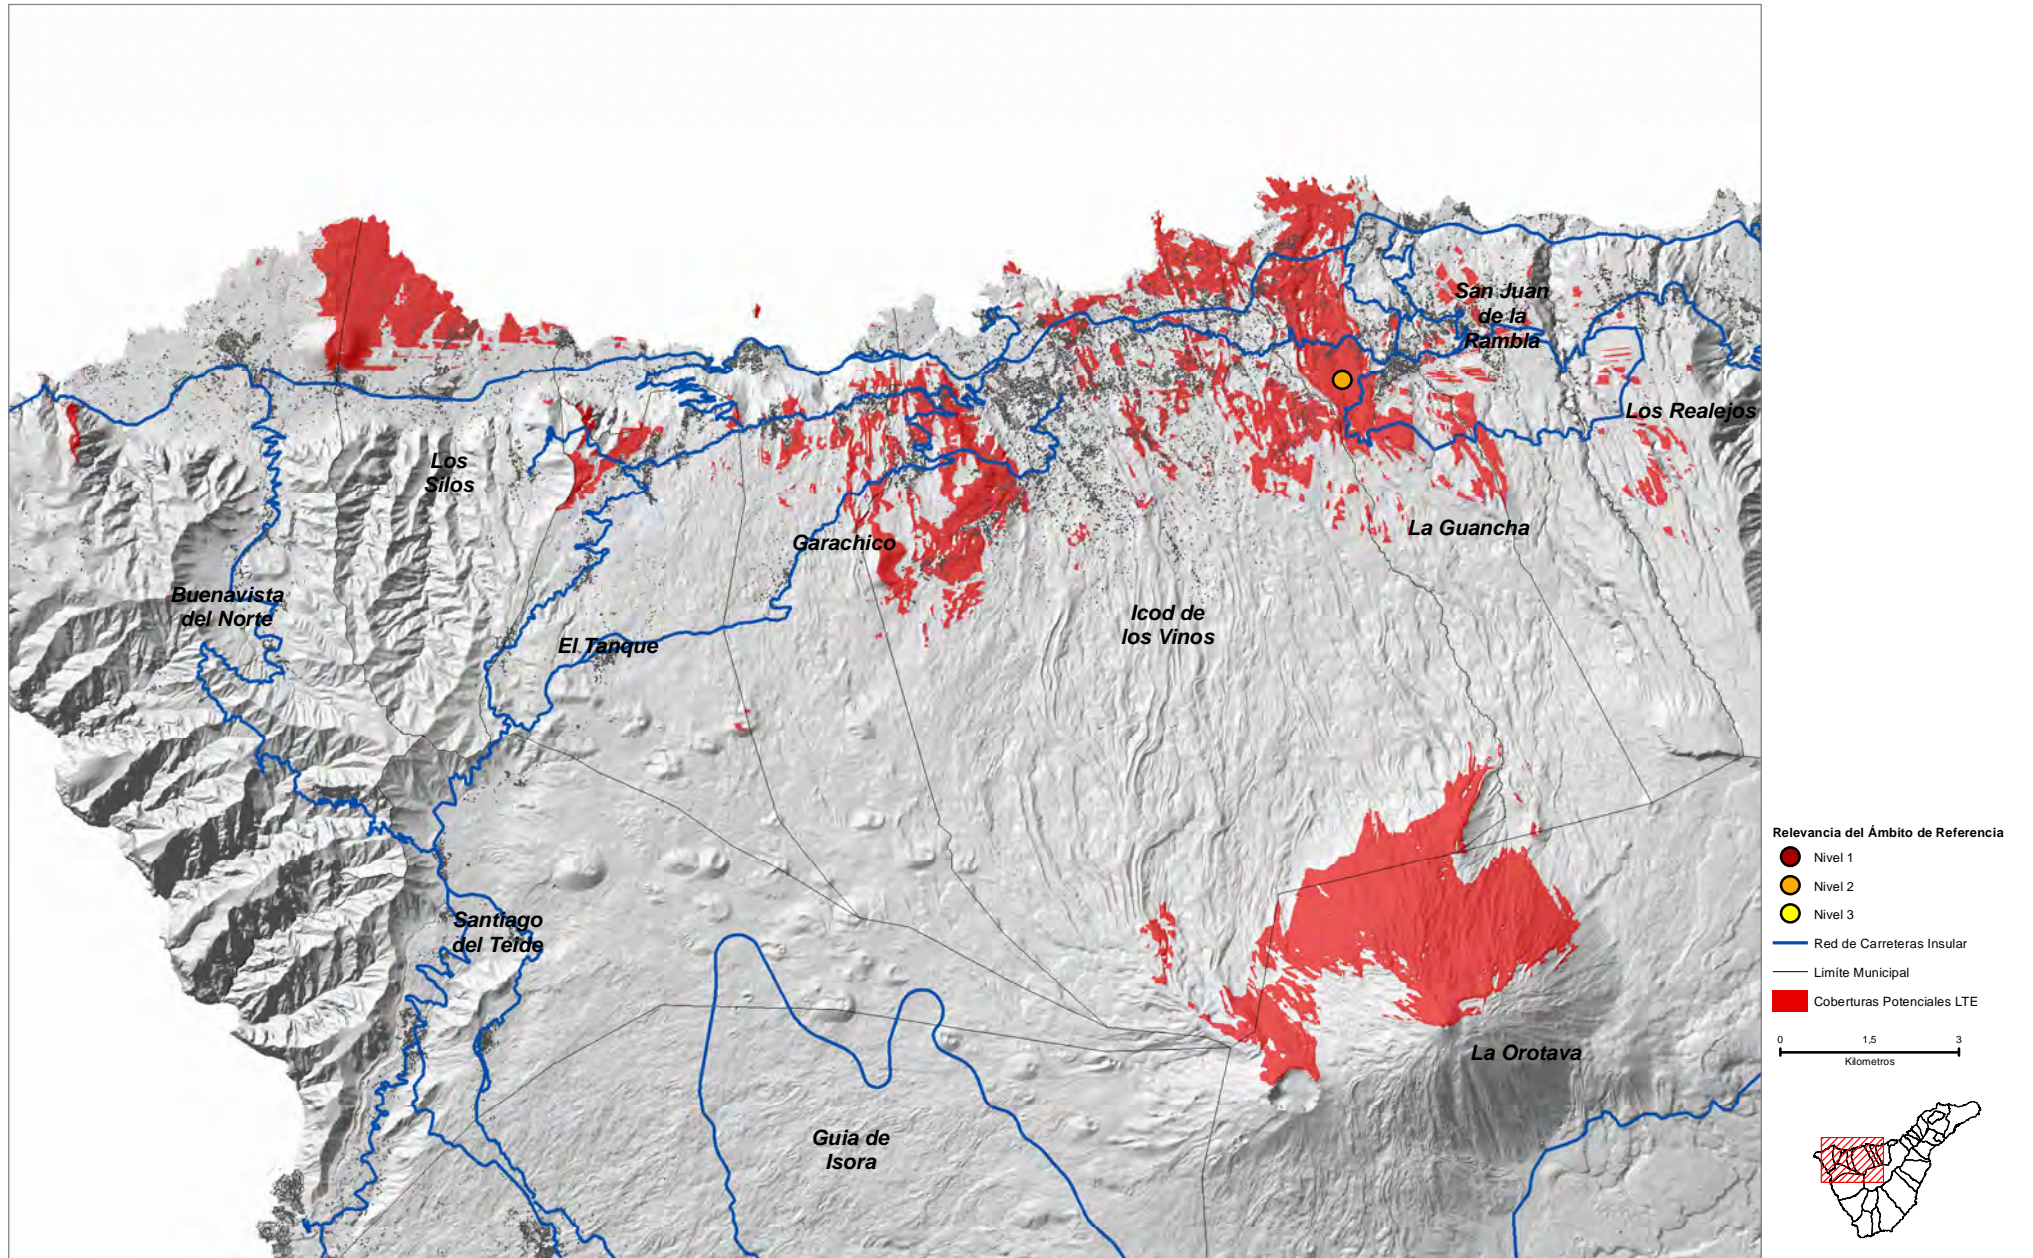 San Juan
de la
Rambla
Los Realejos
Los
Silos
La Guancha
Garachico
Buenavista
del Norte
Icod de
los Vinos
El Tanque
Santiago
del Teide
La Orotava
Guia de
Isora
Relevancia del Ámbito de Referencia
Nivel 1
Nivel 2
Nivel 3
Red de Carreteras Insular
Limíte Municipal
Coberturas Potenciales LTE
0 1,5 3
Kilometros